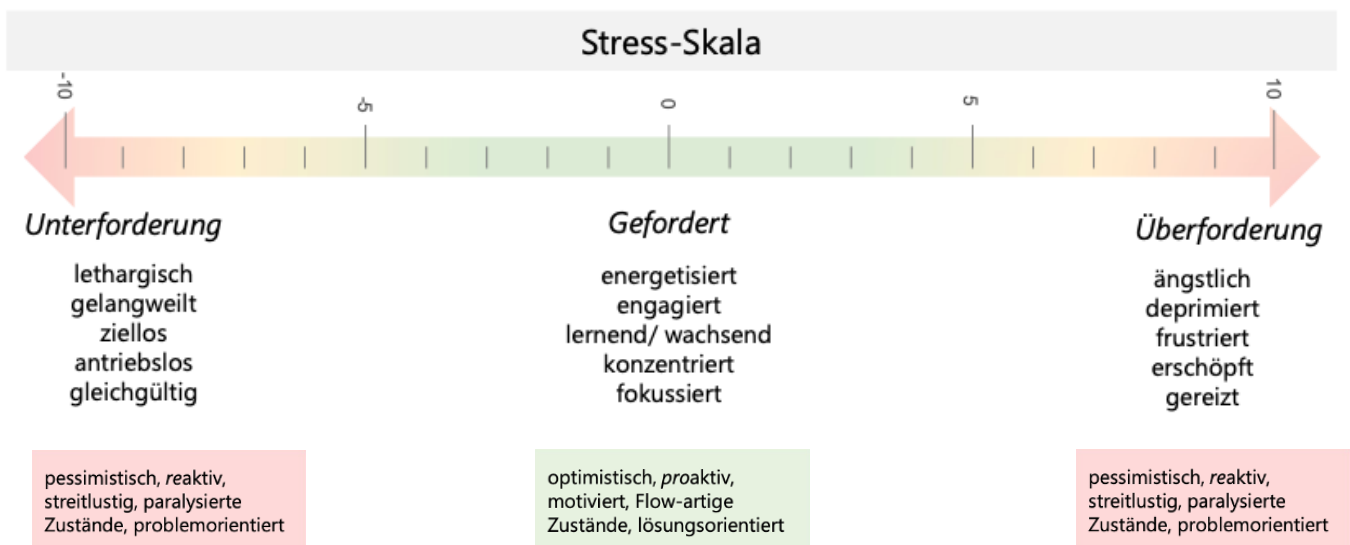 Stress-Skala
-10
-5
0
5
10
Unterforderung
lethargisch
gelangweilt
ziellos
antriebslos
gleichgültig
pessimistisch, reaktiv,
streitlustig, paralysierte
Zustände, problemorientiert
Gefordert
energetisiert
engagiert
lernend/ wachsend
konzentriert
fokussiert
optimistisch, proaktiv,
motiviert, Flow-artige
Zustände, lösungsorientiert
Überforderung
ängstlich
deprimiert
frustriert
erschöpft
gereizt
pessimistisch, reaktiv,
streitlustig, paralysierte
Zustände, problemorientiert